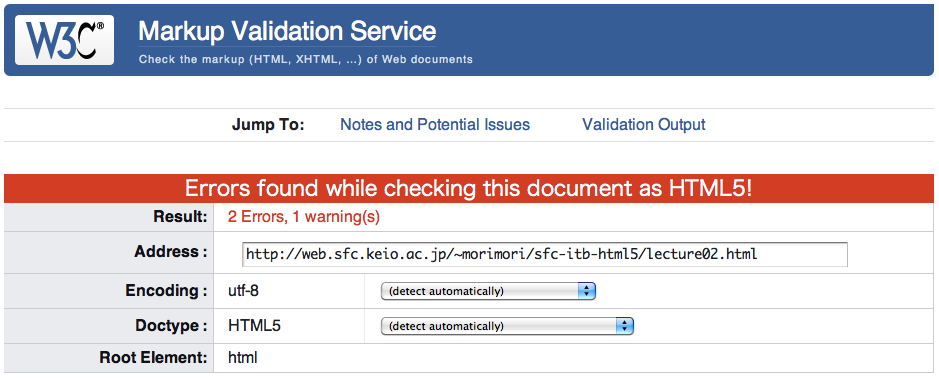 W3C® Markup Validation Service
Check the markup (HTML, XHTML, ...) of Web documents
Jump To: Notes and Potential Issues Validation Output
Errors found while checking this document as HTML5!
Result: 2 Errors, 1 warning(s)
Address : http://web.sfc.keio.ac.jp/~morimori/sfc-itb-html5/lecture02.html
Encoding : utf-8 (detect automatically)
Doctype : HTML5 (detect automatically)
Root Element: html